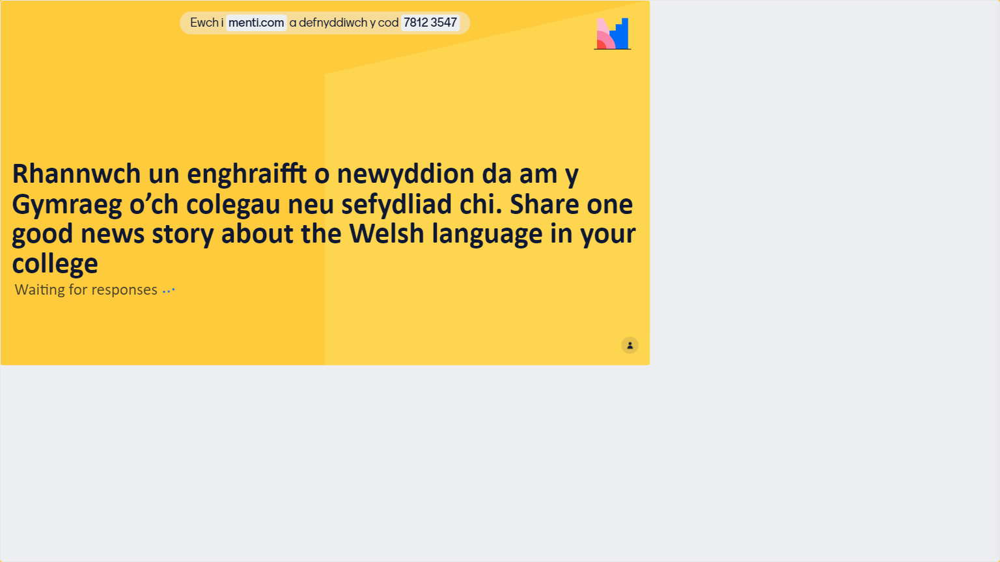 Ewch i menti.com a defnyddiwch y cod 7812 3547
Rhannwch un enghraifft o newyddion da am y
Gymraeg o’ch colegau neu sefydliad chi. Share one
good news story about the Welsh language in your
college
Waiting for responses